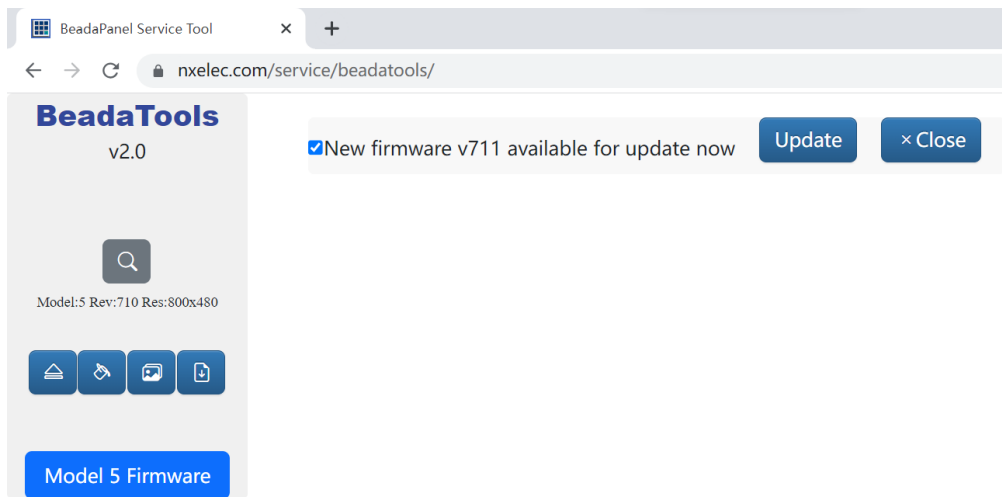 BeadaPanel Service Tool
nxelec.com/service/beadatools/
BeadaTools
v2.0
New firmware v711 available for update now
Update
× Close
Model:5 Rev:710 Res:800x480
Model 5 Firmware